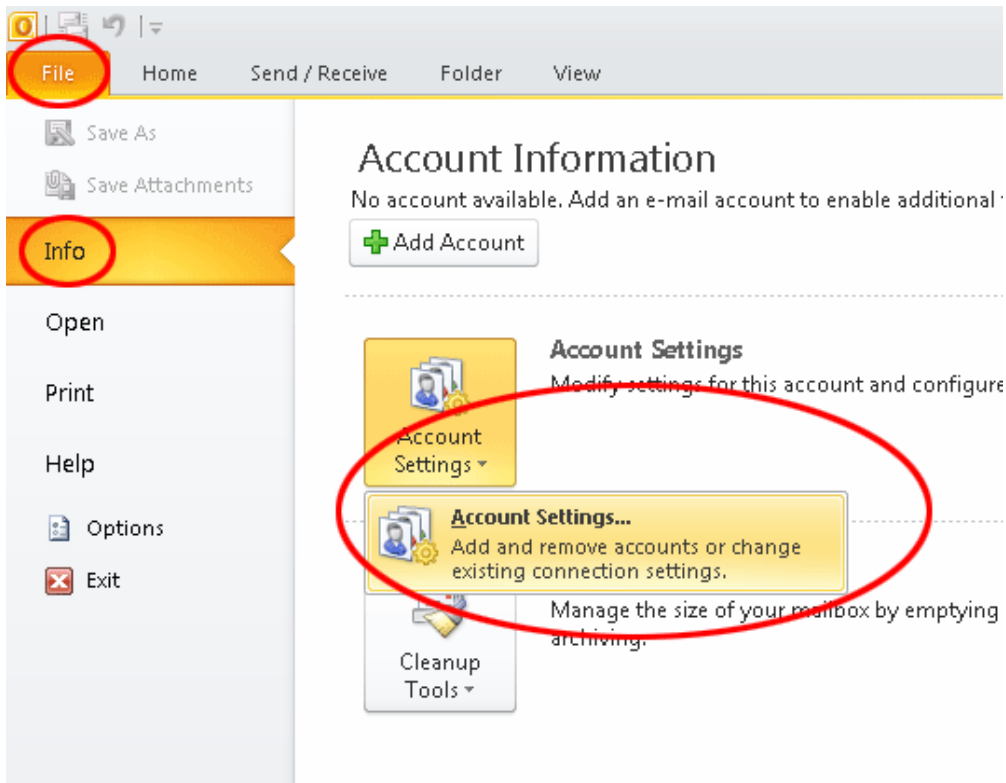 File Home Send / Receive Folder View
Save As
Save Attachments
Info
Open
Print
Help
Options
Exit
Account Information
No account available. Add an e-mail account to enable additional
Add Account
Account Settings
Modify settings for this account and configure
Account
Settings
Account Settings...
Add and remove accounts or change
existing connection settings.
Manage the size of your mailbox by emptying
archiving.
Cleanup
Tools